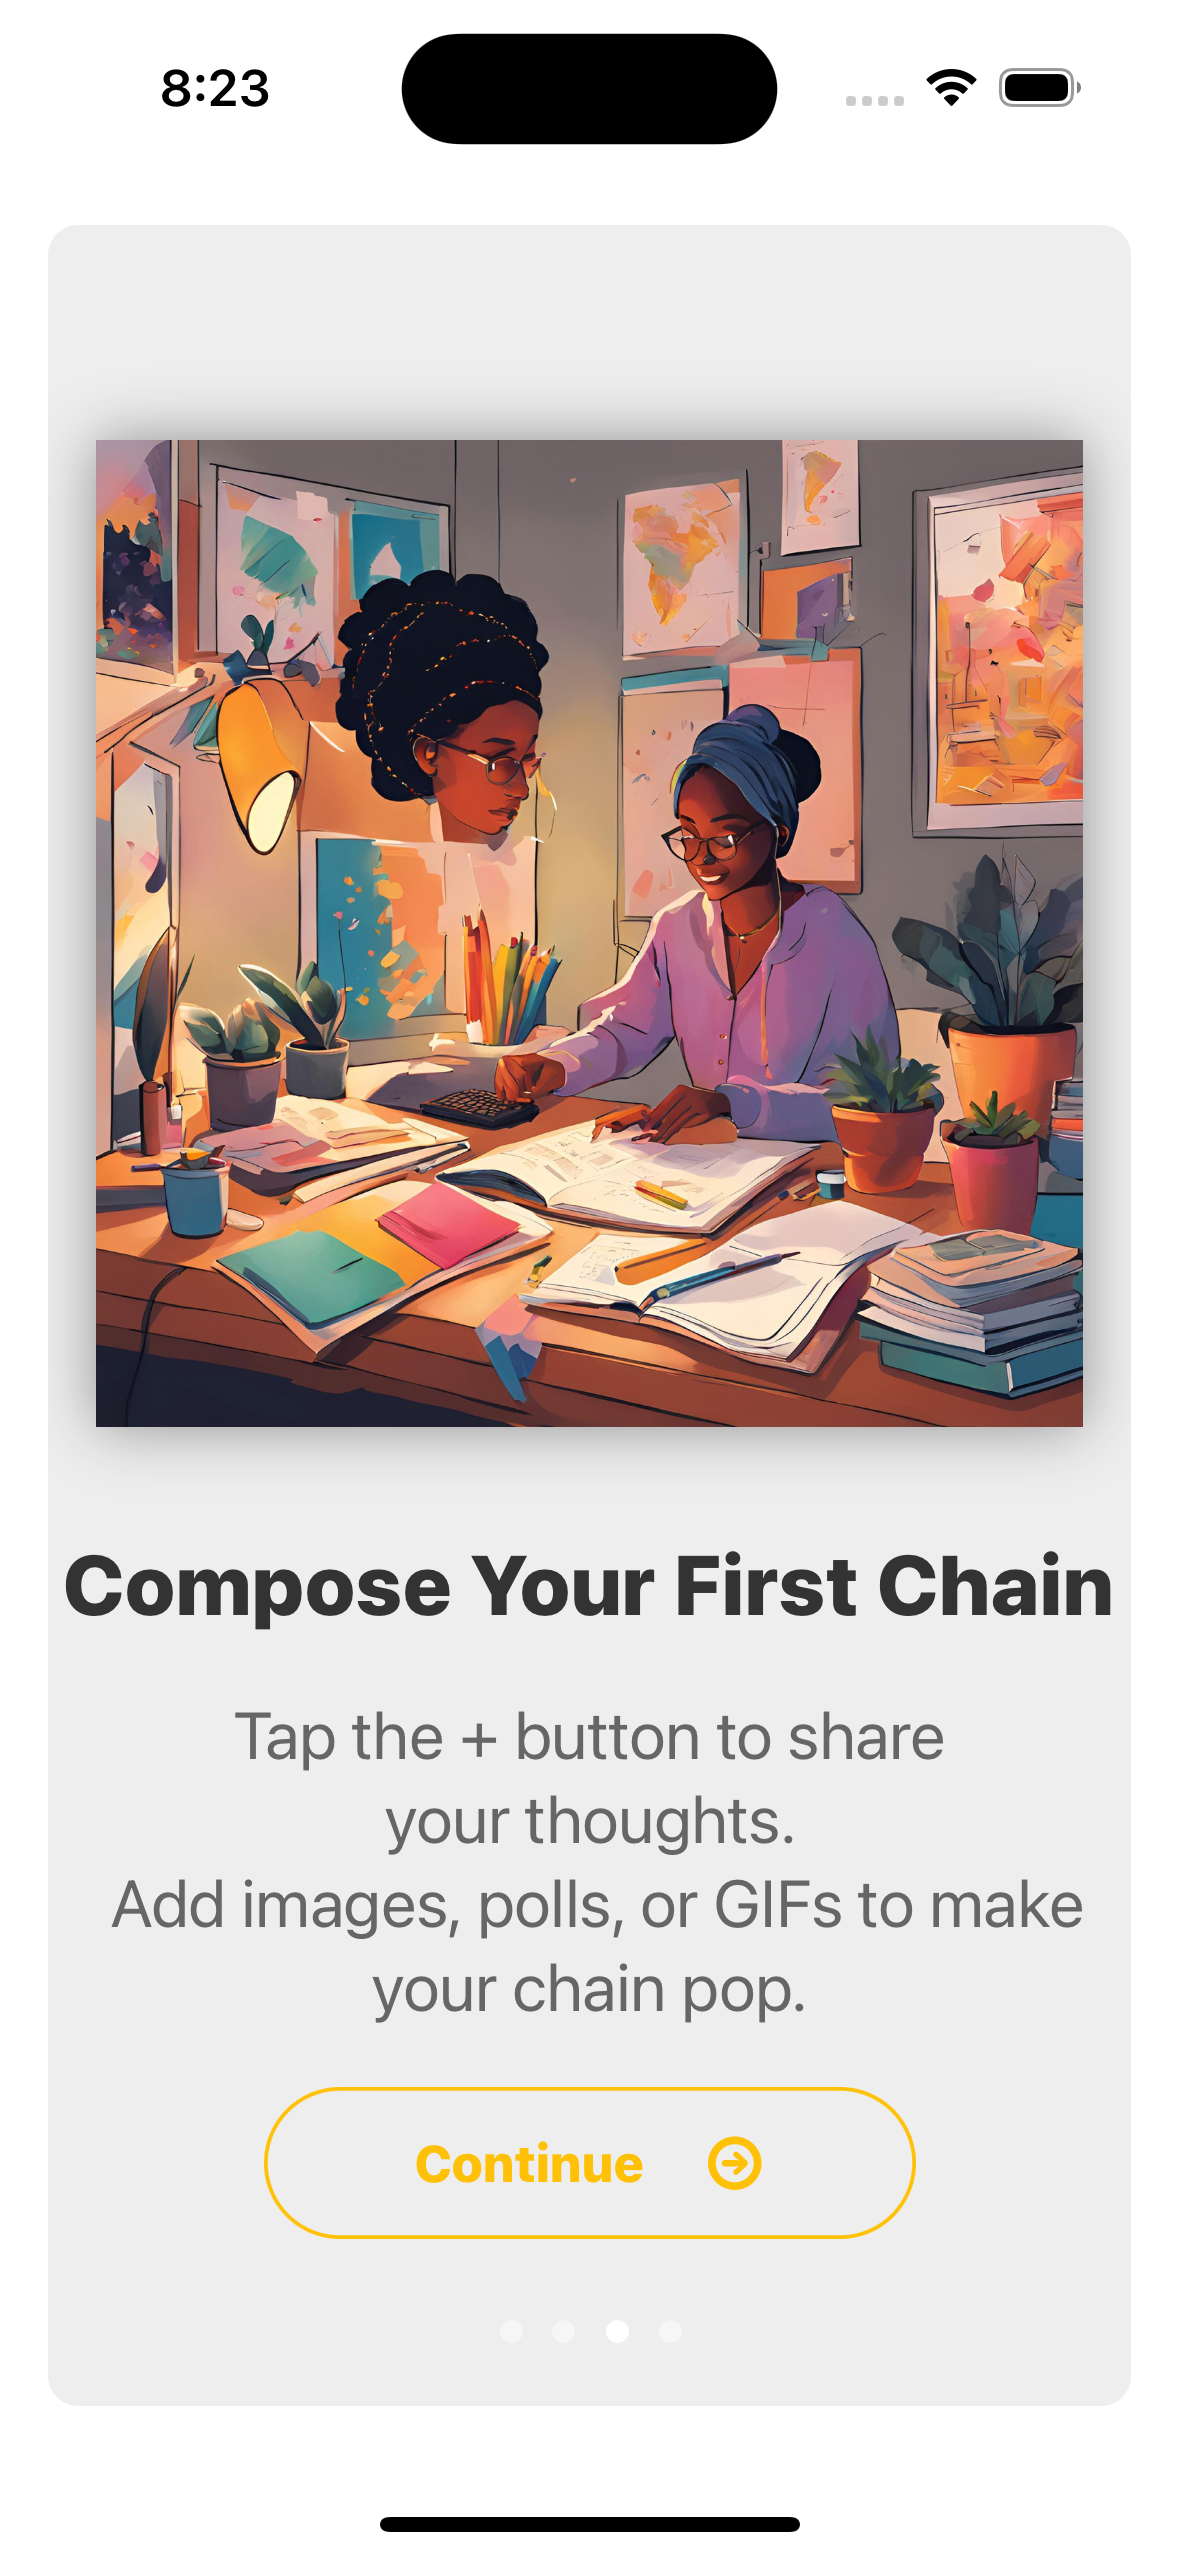 8:23
Compose Your First Chain
Tap the + button to share
your thoughts.
Add images, polls, or GIFs to make
your chain pop.
Continue